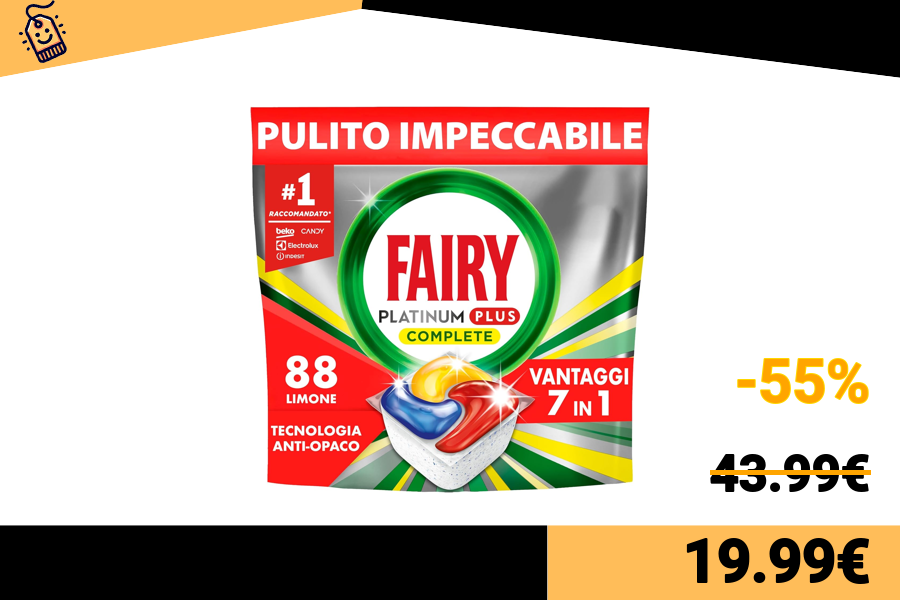 PULITO IMPECCABILE
#1
RACCOMANDATO*
beko CANDY
Electrolux
INDESIT
FAIRY
PLATINUM PLUS
COMPLETE
88
LIMONE
TECNOLOGIA
ANTI-OPACO
VANTAGGI
7 IN 1
-55%
43.99€
19.99€